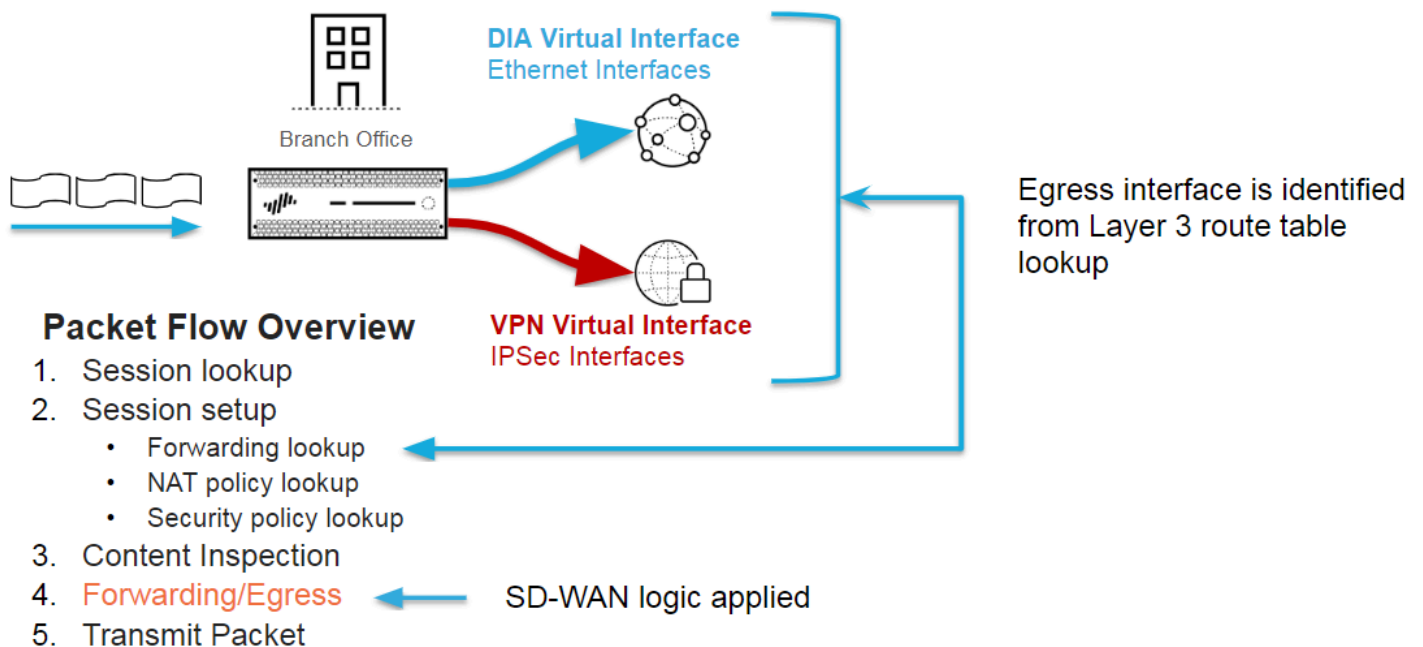 DIA Virtual Interface
Ethernet Interfaces
Branch Office
Egress interface is identified
from Layer 3 route table
lookup
VPN Virtual Interface
IPSec Interfaces
Packet Flow Overview
1. Session lookup
2. Session setup
• Forwarding lookup
• NAT policy lookup
• Security policy lookup
3. Content Inspection
4. Forwarding/Egress
SD-WAN logic applied
5. Transmit Packet